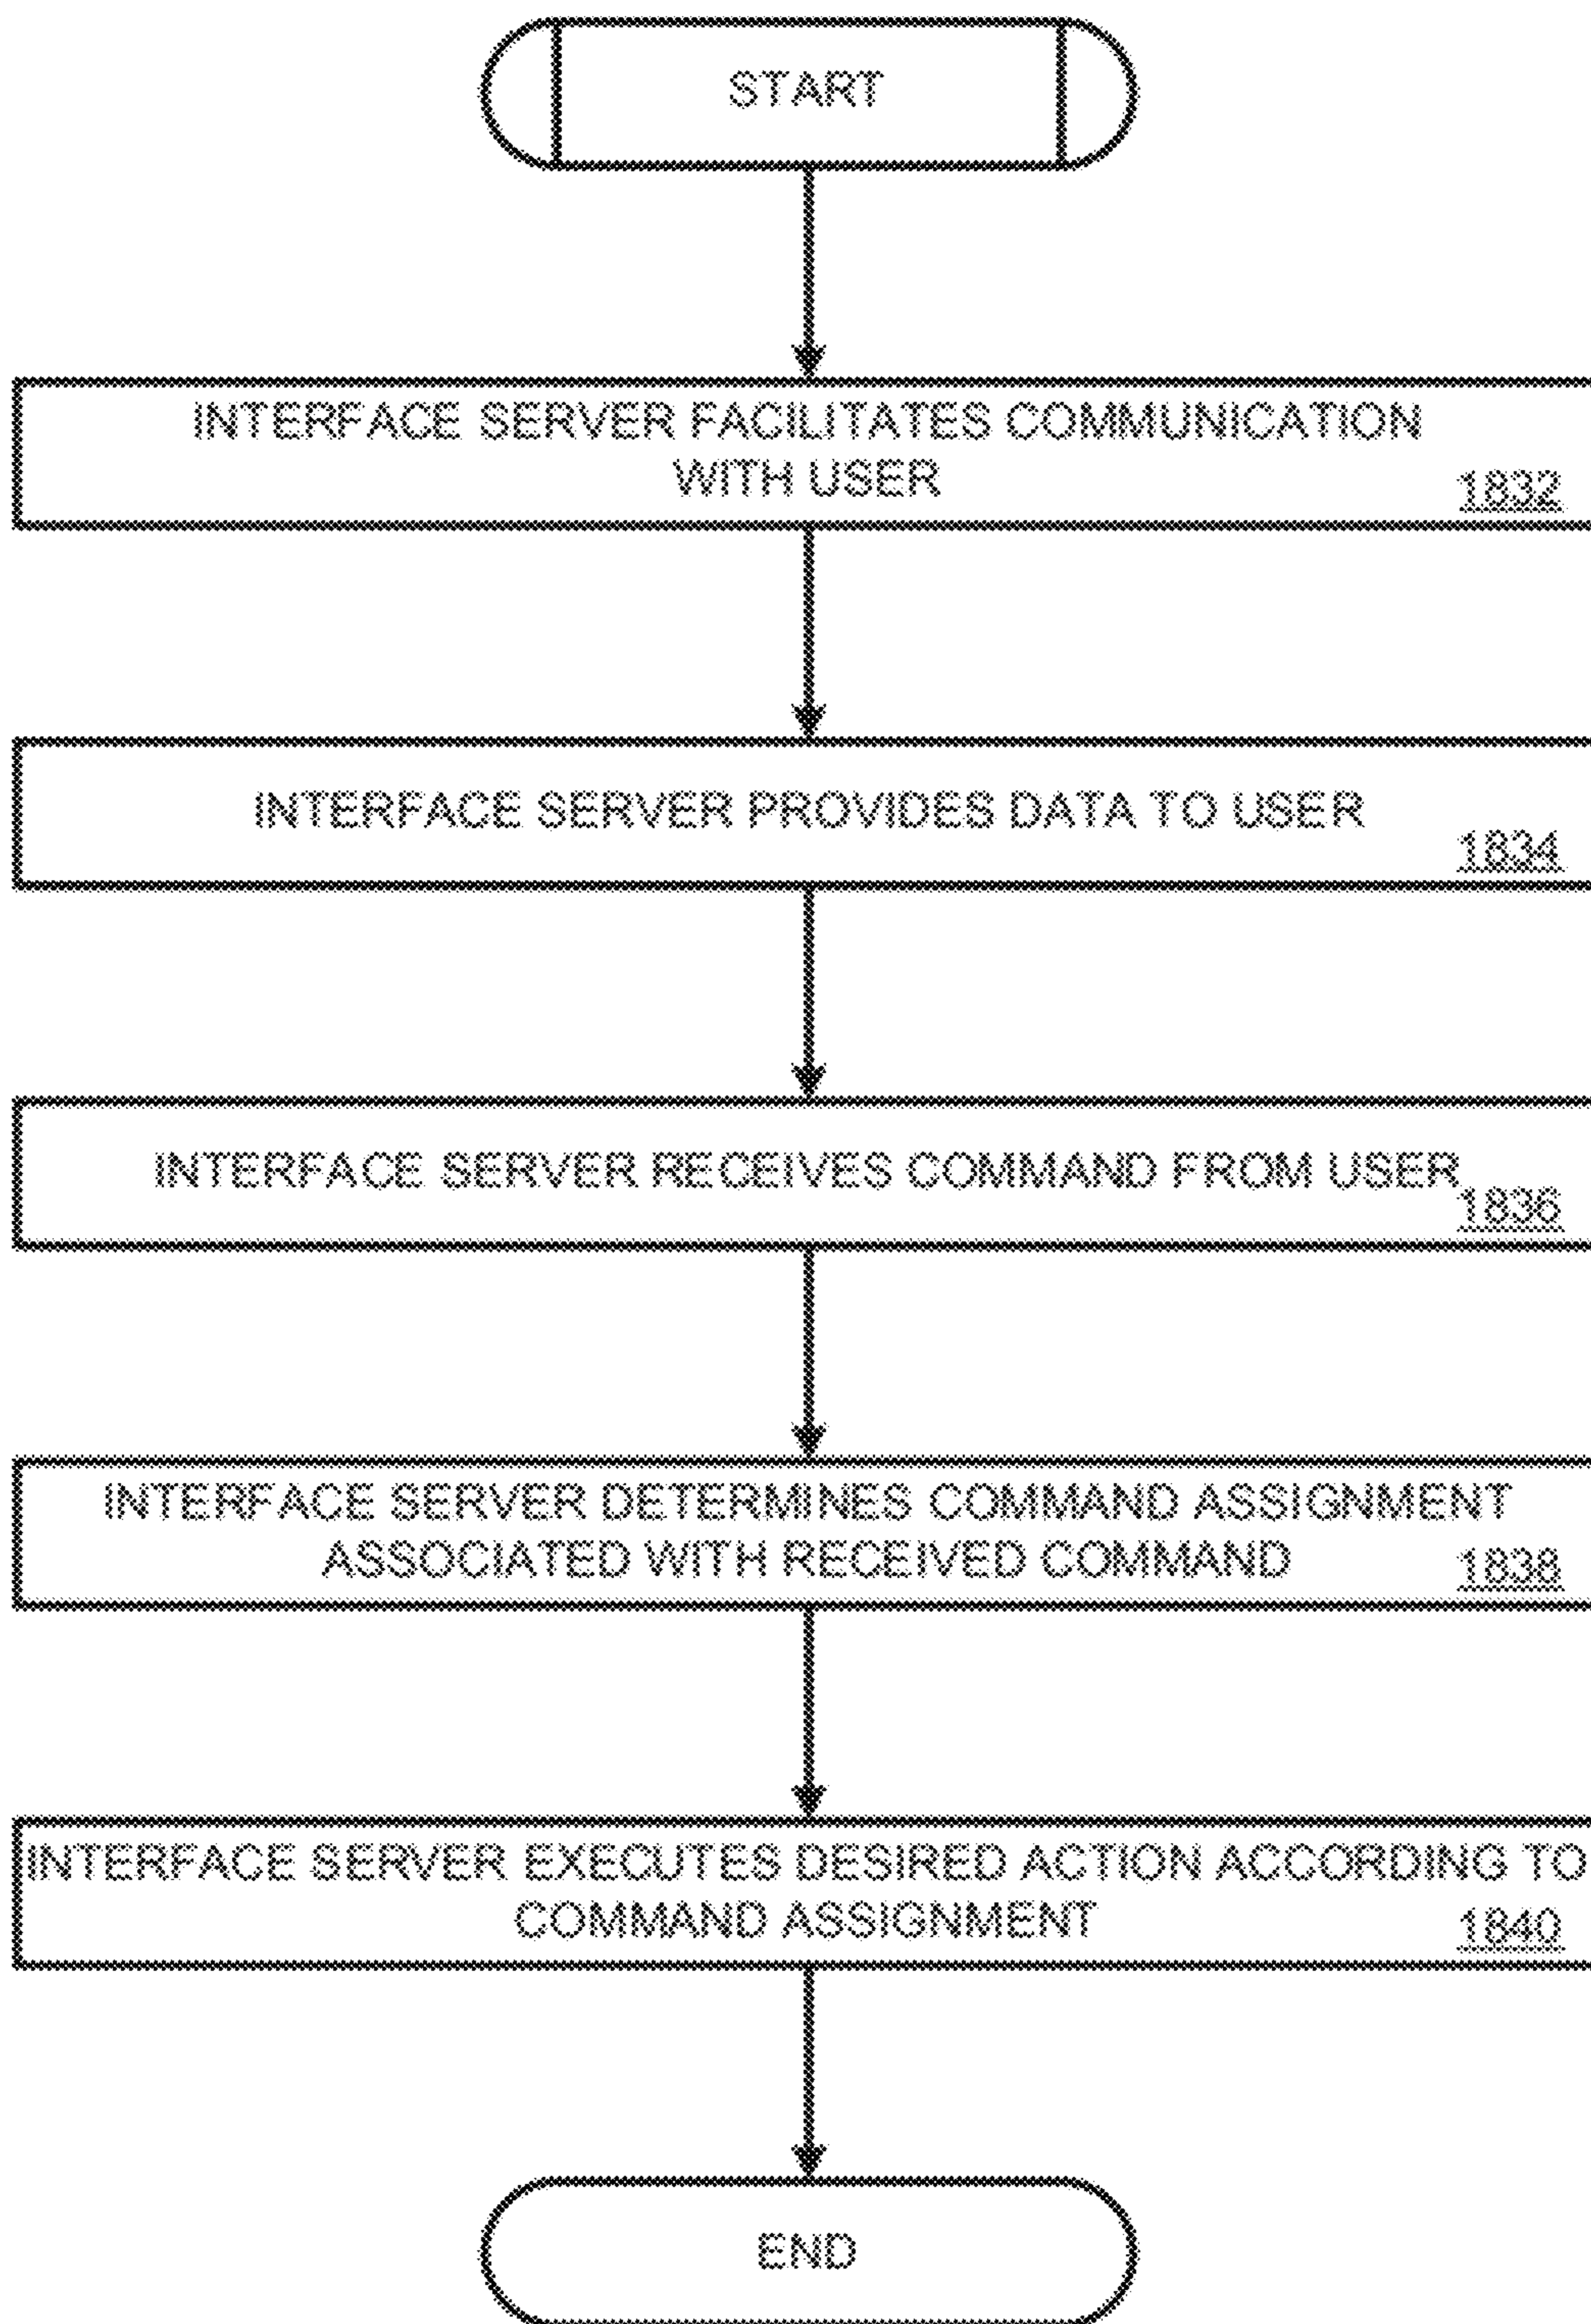 START
INTERFACE SERVER FACILITATES COMMUNICATION
WITH USER
1832
INTERFACE SERVER PROVIDES DATA TO USER
1834
INTERFACE SERVER RECEIVES COMMAND FROM USER
1836
INTERFACE SERVER DETERMINES COMMAND ASSIGNMENT
ASSOCIATED WITH RECEIVED COMMAND
1838
INTERFACE SERVER EXECUTES DESIRED ACTION ACCORDING TO
COMMAND ASSIGNMENT
1840
END